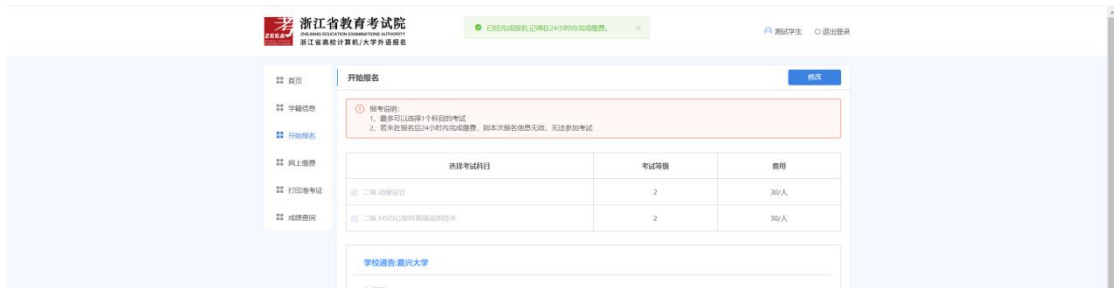 浙江省教育考试院
ZHEJIANG EDUCATION EXAMINATIONS AUTHORITY
ZEEA
浙江省高校计算机/大学外语报名
已经完成报名,记得在24小时内完成缴费。
测试学生
退出登录
首页
学籍信息
开始报名
网上缴费
打印准考证
成绩查询
开始报名
修改
报考说明:
1、最多可以选择1个科目的考试
2、若未在报名后24小时内完成缴费,则本次报名信息无效,无法参加考试
选择考试科目 考试等级 费用
二级 动漫设计 2 30/人
二级 MS办公软件高级应用技术 2 30/人
学校通告:嘉兴大学